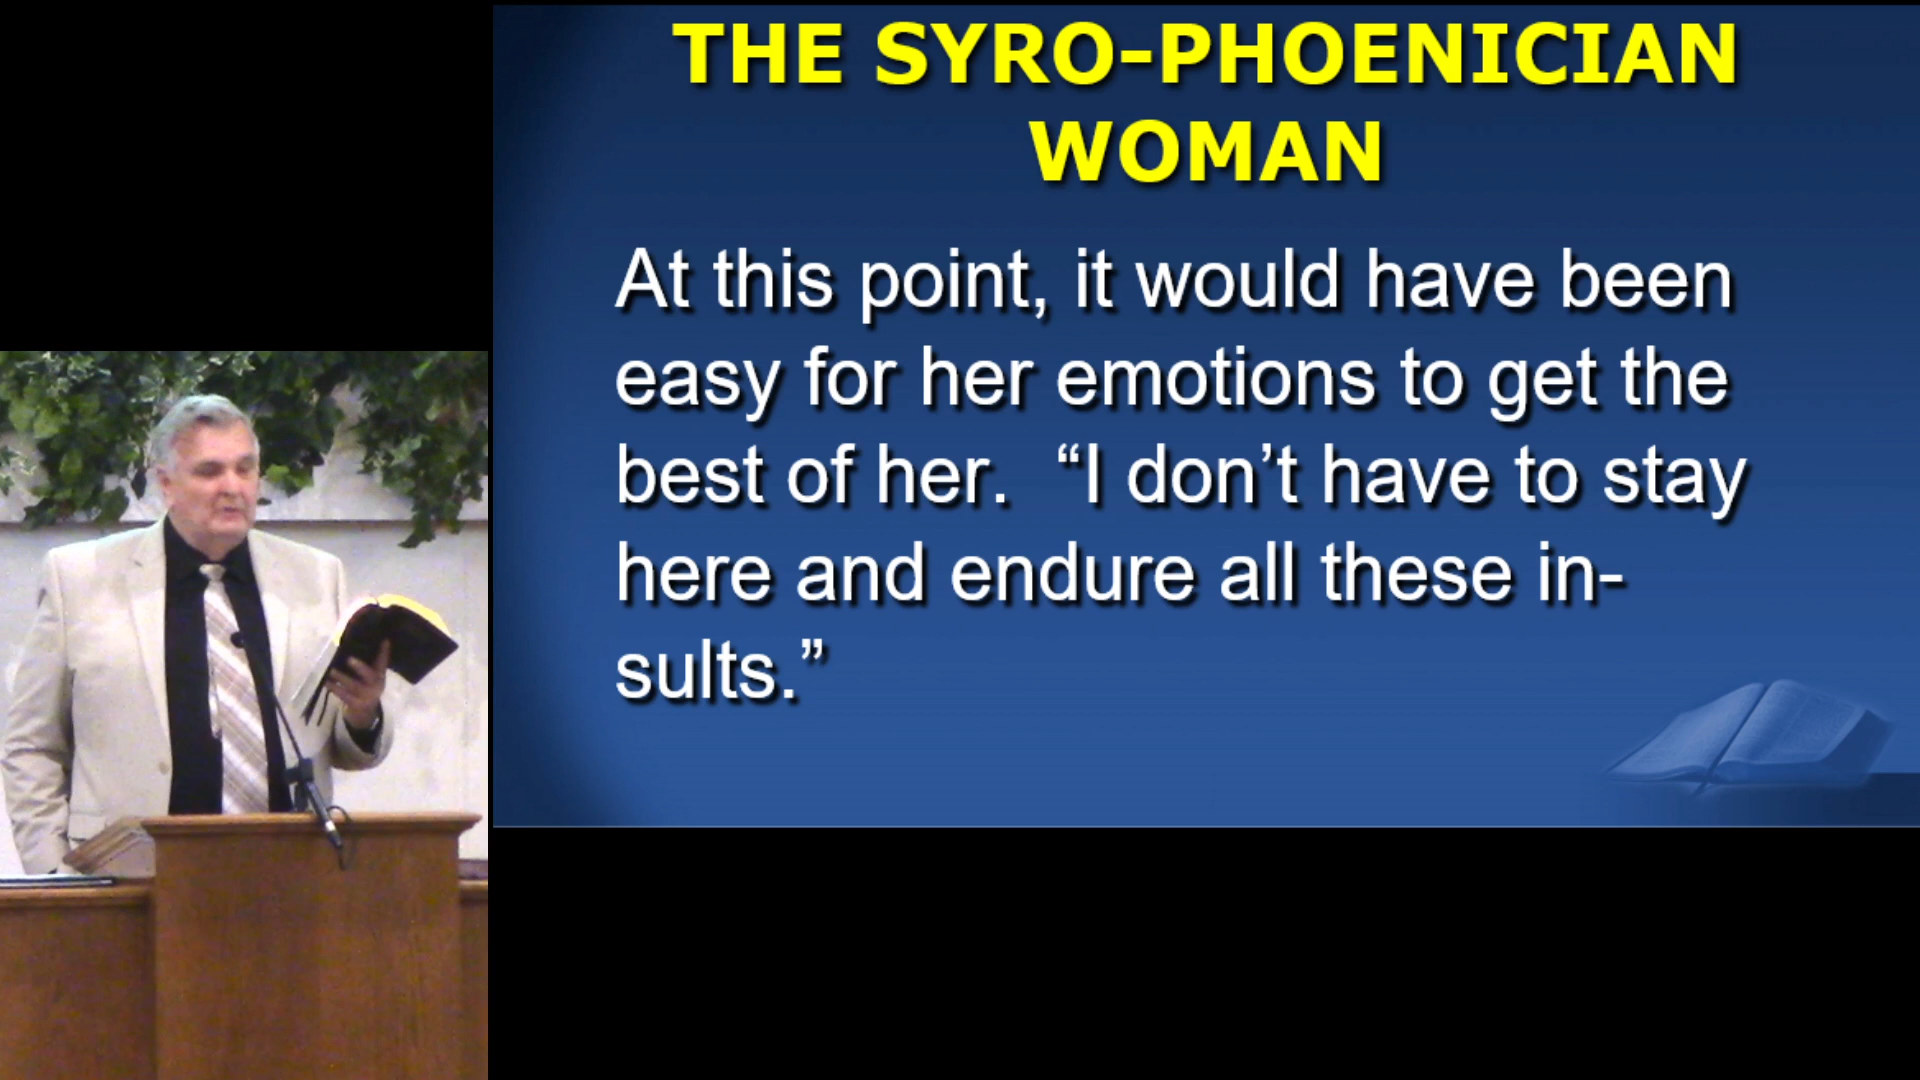 THE SYRO-PHOENICIAN
WOMAN
At this point, it would have been
easy for her emotions to get the
best of her.  “I don’t have to stay
here and endure all these in-
sults.”